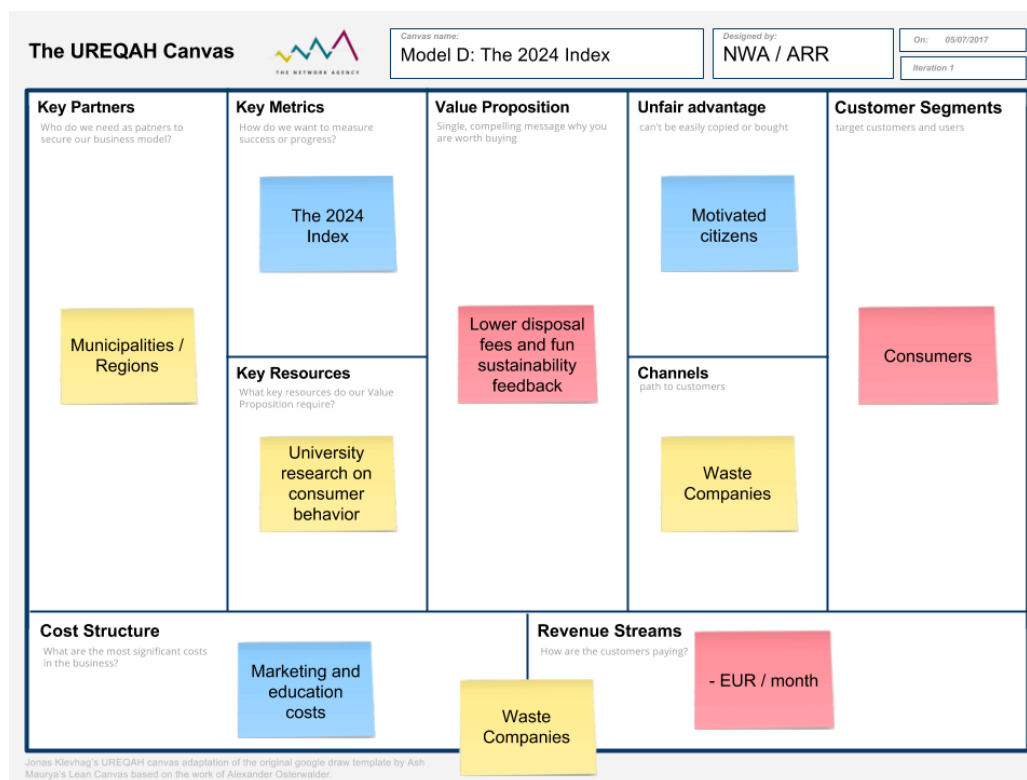 The UREQAH Canvas
THE NETWORK AGENCY
Canvas name:
Model D: The 2024 Index
Designed by:
NWA / ARR
On: 05/07/2017
Iteration 1
Key Partners
Who do we need as patners to
secure our business model?
Municipalities /
Regions
Key Metrics
How do we want to measure
success or progress?
The 2024
Index
Key Resources
What key resources do our Value
Proposition require?
University
research on
consumer
behavior
Value Proposition
Single, compelling message why you
are worth buying
Lower disposal
fees and fun
sustainability
feedback
Unfair advantage
can't be easily copied or bought
Motivated
citizens
Channels
path to customers
Waste
Companies
Customer Segments
target customers and users
Consumers
Cost Structure
What are the most significant costs
in the business?
Marketing and
education
costs
Waste
Companies
Revenue Streams
How are the customers paying?
- EUR / month
Jonas Klevhag's UREQAH canvas adaptation of the original google draw template by Ash
Maurya's Lean Canvas based on the work of Alexander Osterwalder.